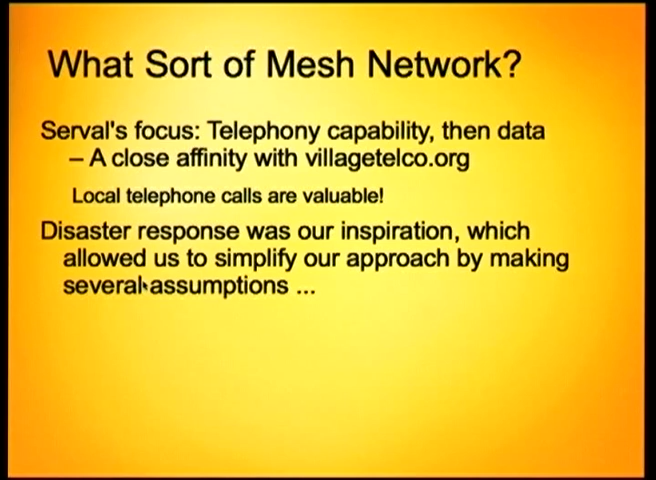 What Sort of Mesh Network?
Serval's focus: Telephony capability, then data
– A close affinity with villagetelco.org
Local telephone calls are valuable!
Disaster response was our inspiration, which
allowed us to simplify our approach by making
several assumptions ...